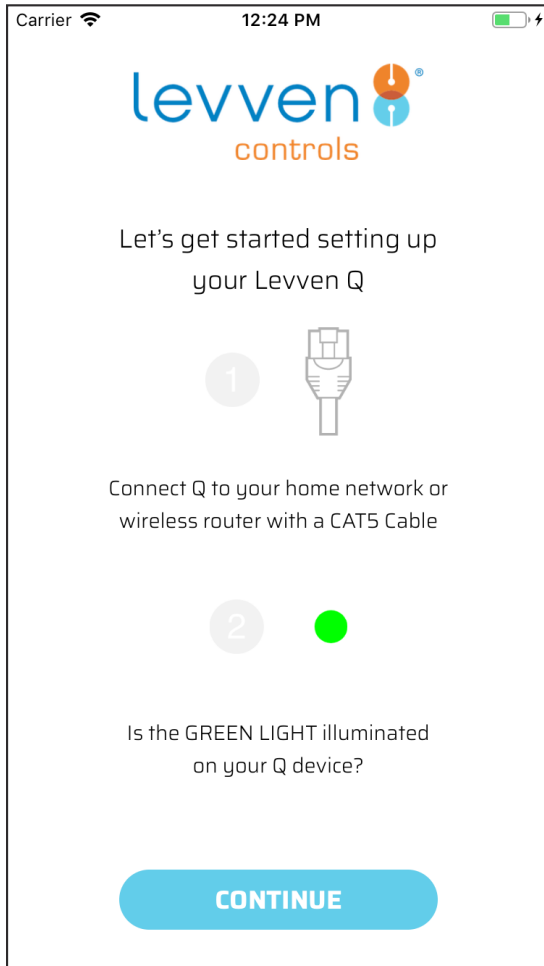 Carrier 12:24 PM
levven ®
controls
Let's get started setting up
your Levven Q
1
Connect Q to your home network or
wireless router with a CAT5 Cable
2
Is the GREEN LIGHT illuminated
on your Q device?
CONTINUE